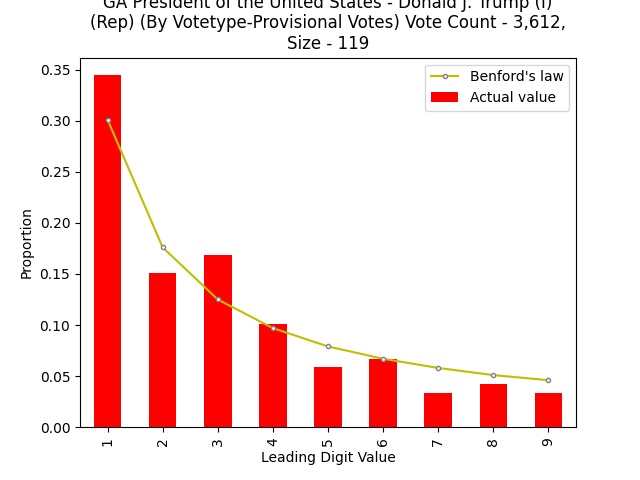 GA President of the United States - Donald J. Trump (I)
(Rep) (By Votetype-Provisional Votes) Vote Count - 3,612,
Size - 119
Benford's law
Actual value
0.35
0.30
0.25
0.20
0.15
0.10
0.05
0.00
Proportion
1 2 3 4 5 6 7 8 9
Leading Digit Value